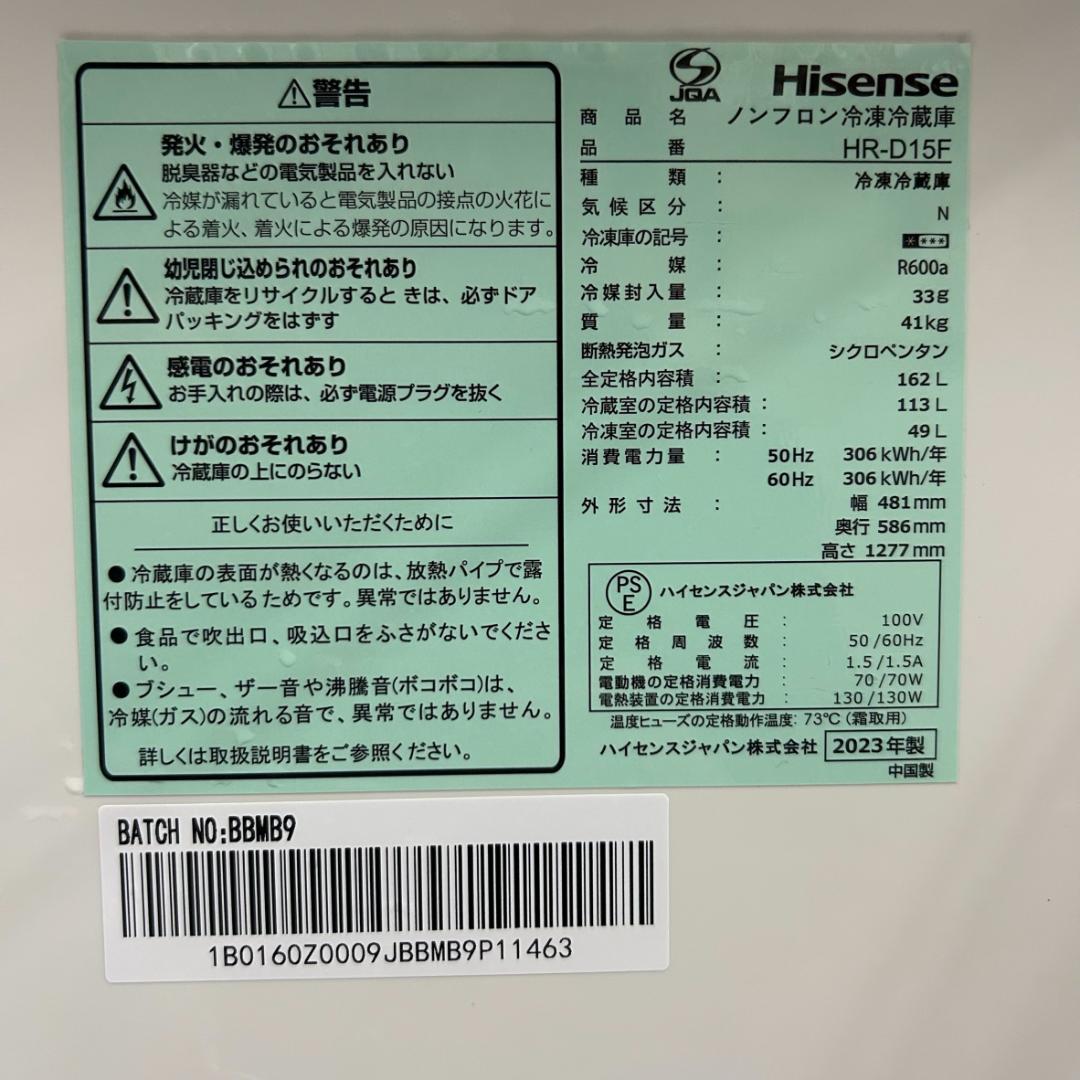 ⚠警告
発火・爆発のおそれあり
脱臭器などの電気製品を入れない
冷媒が漏れていると電気製品の接点の火花に
よる着火、着火による爆発の原因になります。
幼児閉じ込められのおそれあり
冷蔵庫をリサイクルすると きは、必ずドア
パッキングをはずす
感電のおそれあり
お手入れの際は、必ず電源プラグを抜く
けがのおそれあり
冷蔵庫の上にのらない
正しくお使いいただくために
●冷蔵庫の表面が熱くなるのは、放熱パイプで露
付防止をしているためです。異常ではありません。
●食品で吹出口、吸込口をふさがないでくださ
い。
●ブシュー、ザー音や沸騰音(ボコボコ)は、
冷媒(ガス)の流れる音で、異常ではありません。
詳しくは取扱説明書をご参照ください。
JQA
Hisense
商品名 ノンフロン冷凍冷蔵庫
品番 HR-D15F
種類 : 冷凍冷蔵庫
気候区分 : N
冷凍庫の記号 : ****
冷媒 : R600a
冷媒封入量 : 33g
質量 : 41kg
断熱発泡ガス : シクロペンタン
全定格内容積 : 162 L
冷蔵室の定格内容積 : 113 L
冷凍室の定格内容積 : 49 L
消費電力量 : 50Hz 306 kWh/年
60Hz 306 kWh/年
外形寸法 : 幅 481mm
奥行 586mm
高さ 1277mm
PS
E
ハイセンスジャパン株式会社
定格電圧 : 100V
定格周波数 : 50/60Hz
定格電流 : 1.5/1.5A
電動機の定格消費電力 : 70/70W
電熱装置の定格消費電力 : 130/130W
温度ヒューズの定格動作温度: 73℃ (霜取用)
ハイセンスジャパン株式会社 2023年製
中国製
BATCH NO:BBMB9
1B0160Z0009JBBMB9P11463